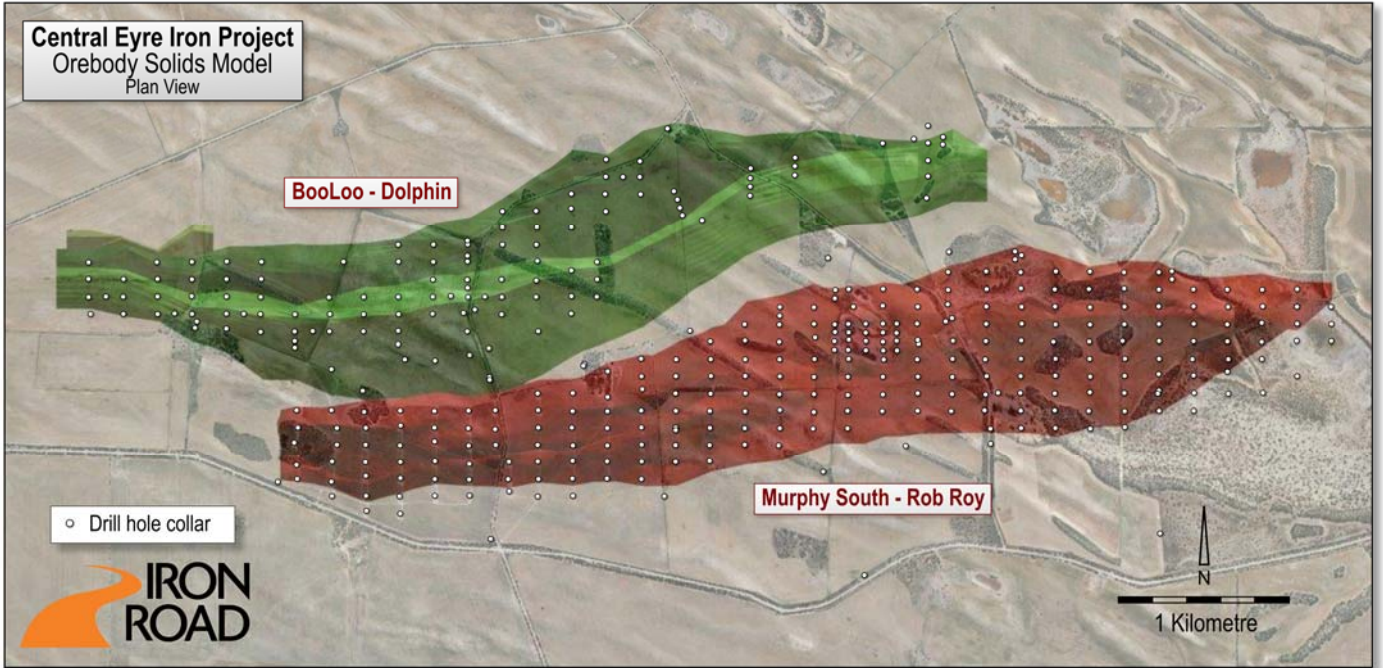 Central Eyre Iron Project
Orebody Solids Model
Plan View
BooLoo - Dolphin
Murphy South - Rob Roy
Drill hole collar
IRON
ROAD
N
1 Kilometre